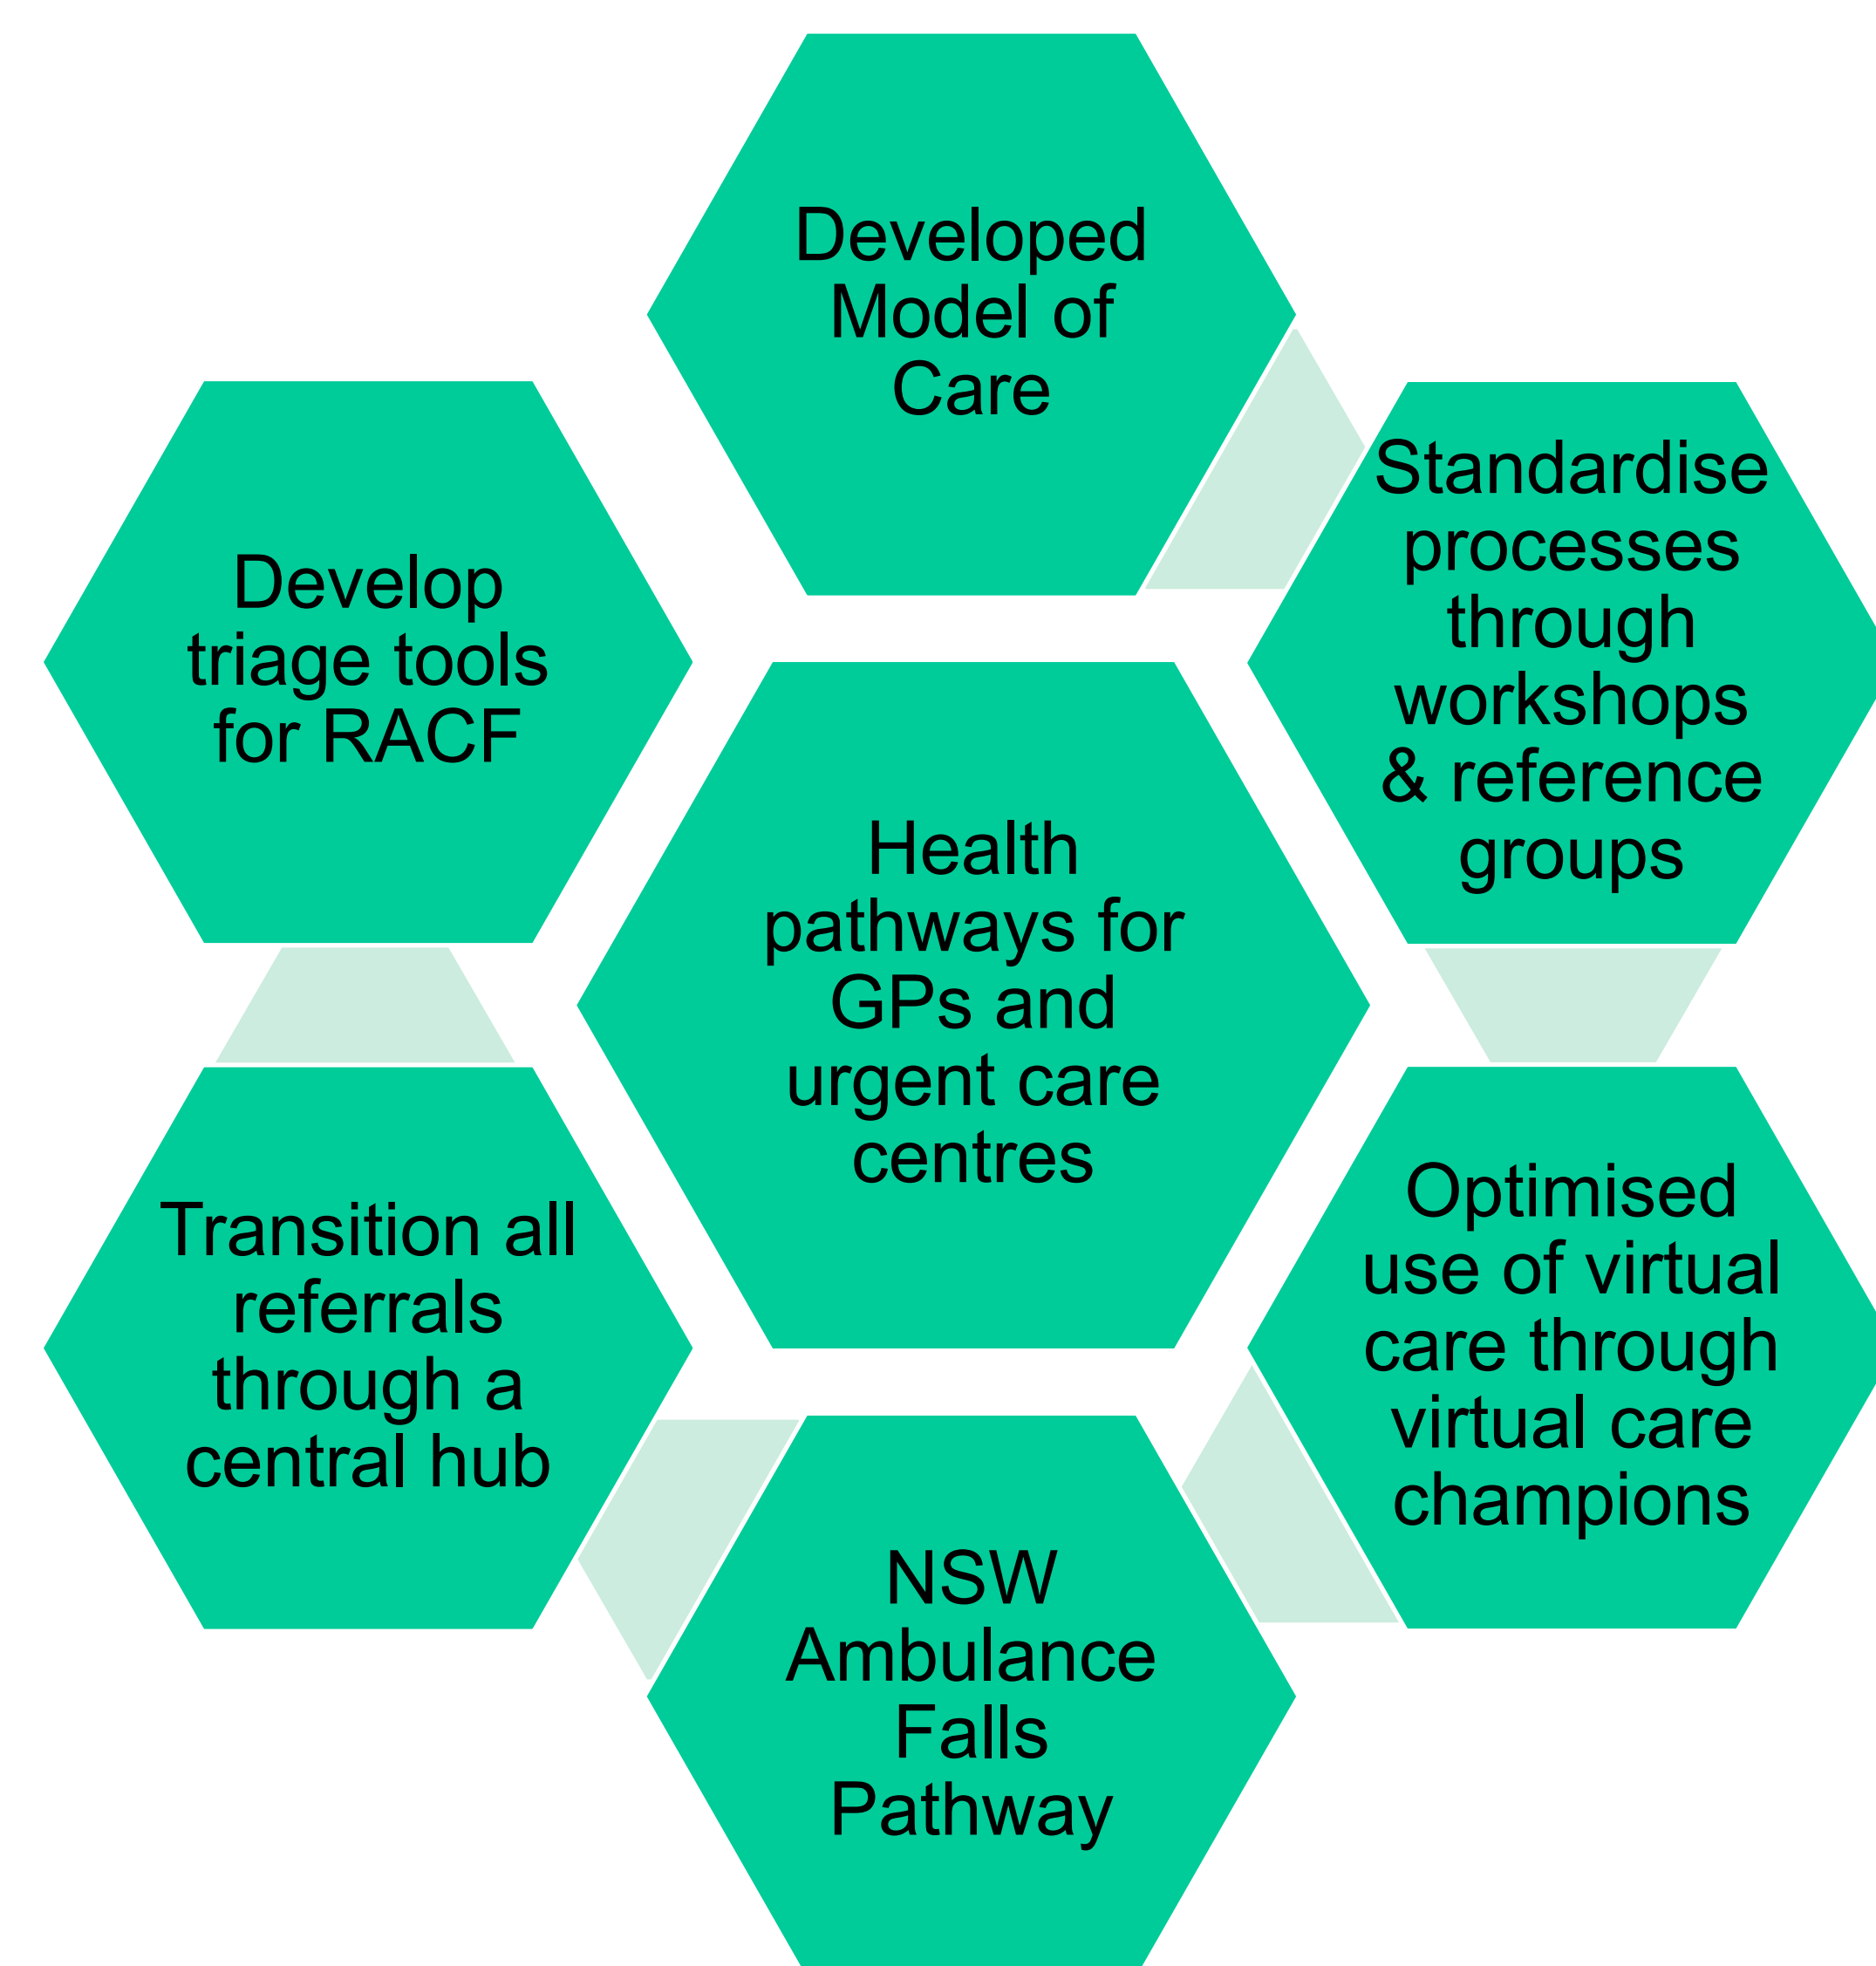 Developed
Model of
Care
Standardise
processes
through
workshops
& reference
groups
Develop
triage tools
for RACF
Health
pathways for
GPs and
urgent care
centres
Optimised
use of virtual
care through
virtual care
champions
Transition all
referrals
through a
central hub
NSW
Ambulance
Falls
Pathway